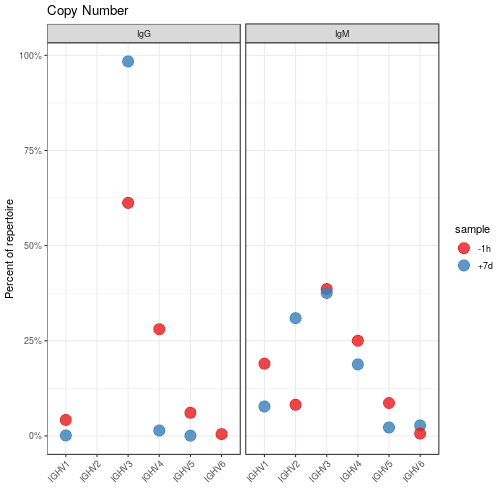 Copy Number
IgG
IgM
100%
75%
50%
25%
0%
Percent of repertoire
IGHV1
IGHV2
IGHV3
IGHV4
IGHV5
IGHV6
IGHV1
IGHV2
IGHV3
IGHV4
IGHV5
IGHV6
sample
-1h
+7d